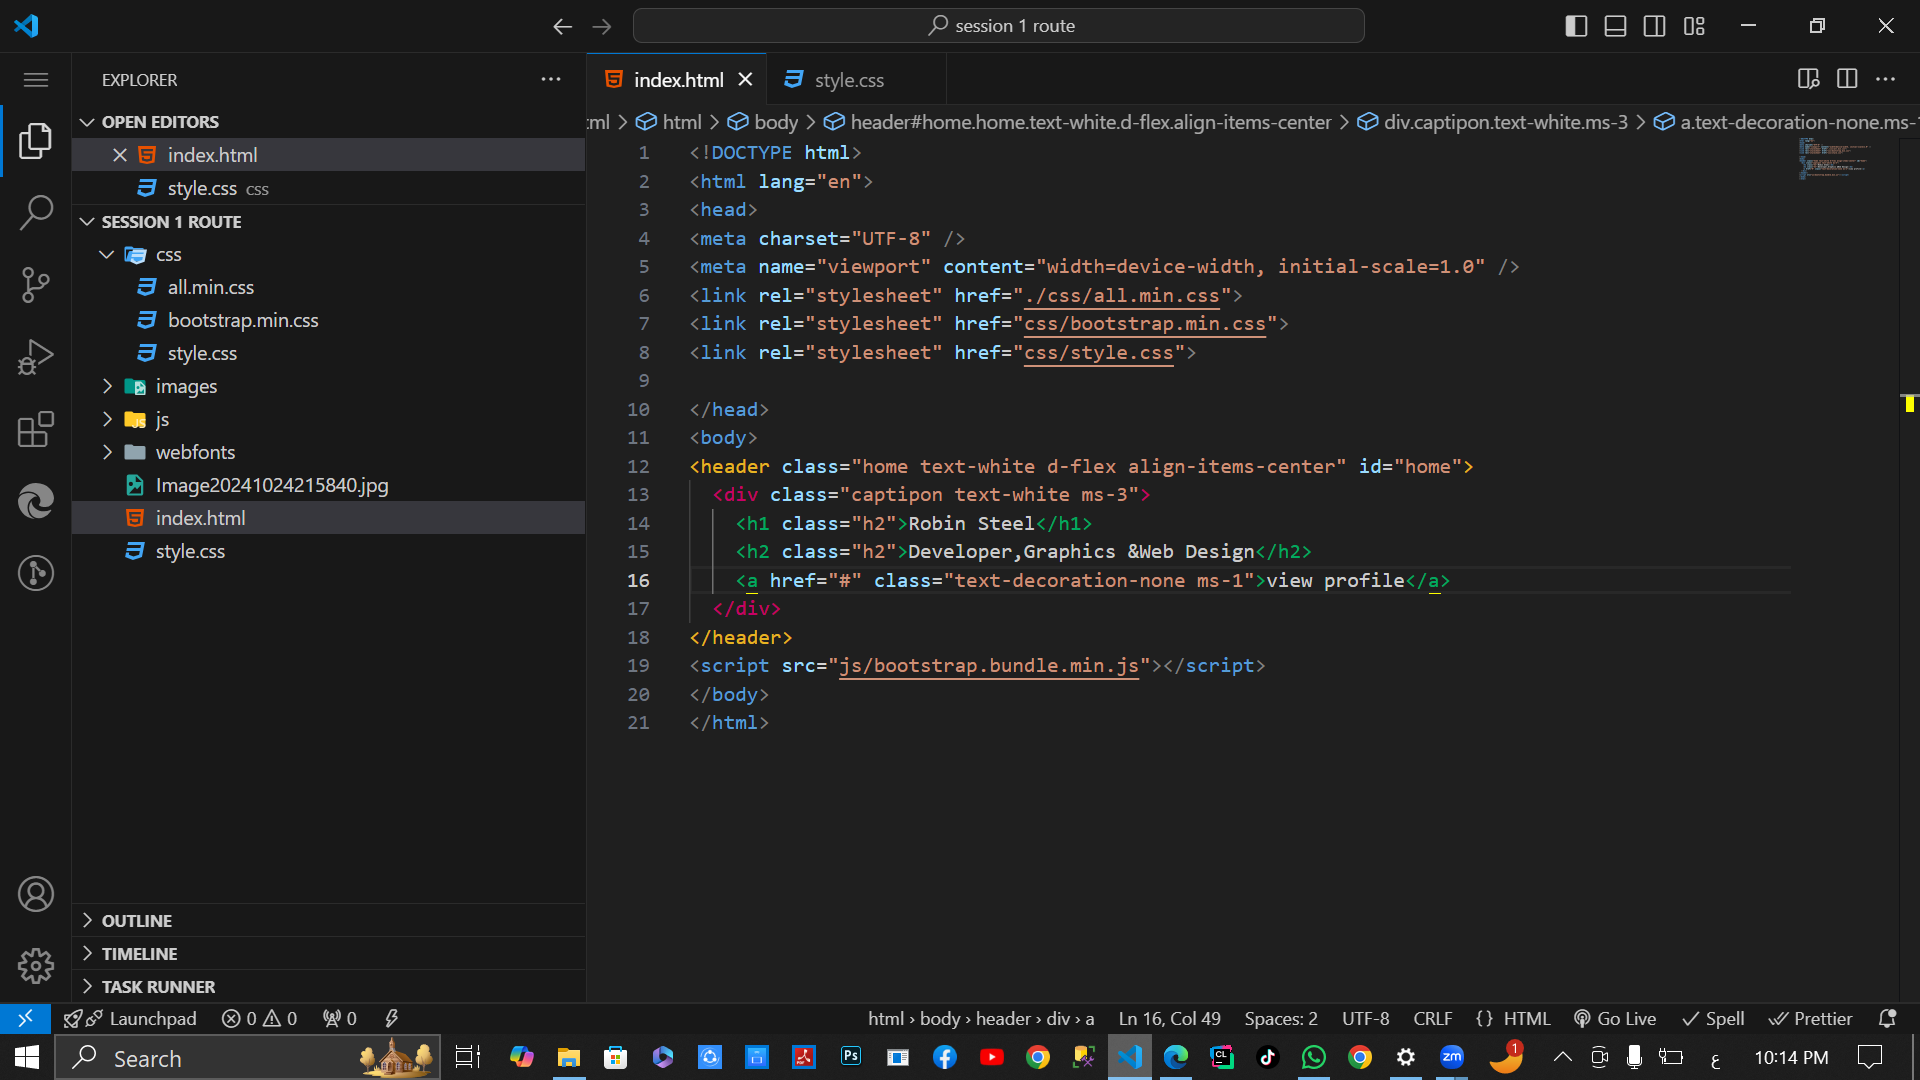 session 1 route
EXPLORER
OPEN EDITORS
index.html
style.css css
SESSION 1 ROUTE
css
all.min.css
bootstrap.min.css
style.css
images
js
webfonts
Image20241024215840.jpg
index.html
style.css
OUTLINE
TIMELINE
TASK RUNNER
index.html
style.css
ml > html > body > header#home.home.text-white.d-flex.align-items-center > div.captipon.text-white.ms-3 > a.text-decoration-none.ms-
1 <!DOCTYPE html>
2 <html lang="en">
3 <head>
4 <meta charset="UTF-8" />
5 <meta name="viewport" content="width=device-width, initial-scale=1.0" />
6 <link rel="stylesheet" href="./css/all.min.css">
7 <link rel="stylesheet" href="css/bootstrap.min.css">
8 <link rel="stylesheet" href="css/style.css">
9
10 </head>
11 <body>
12 <header class="home text-white d-flex align-items-center" id="home">
13 <div class="captipon text-white ms-3">
14 <h1 class="h2">Robin Steel</h1>
15 <h2 class="h2">Developer,Graphics &Web Design</h2>
16 <a href="#" class="text-decoration-none ms-1">view profile</a>
17 </div>
18 </header>
19 <script src="js/bootstrap.bundle.min.js"></script>
20 </body>
21 </html>
Launchpad 0 0 0 html › body › header › div › a Ln 16, Col 49 Spaces: 2 UTF-8 CRLF {} HTML Go Live Spell Prettier
Search Ps CL zm 1 ع 10:14 PM